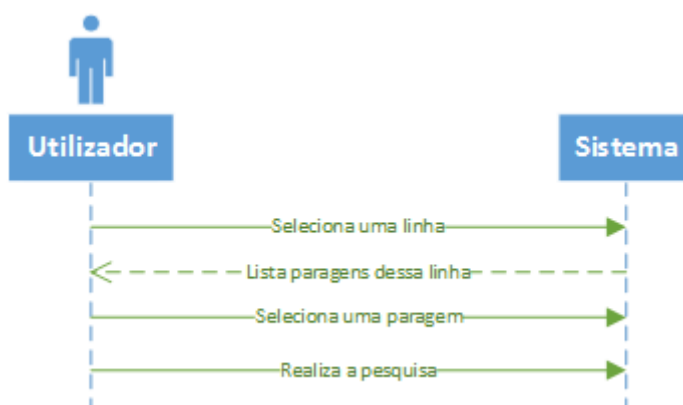 Utilizador
Sistema
Seleciona uma linha
Lista paragens dessa linha
Seleciona uma paragem
Realiza a pesquisa